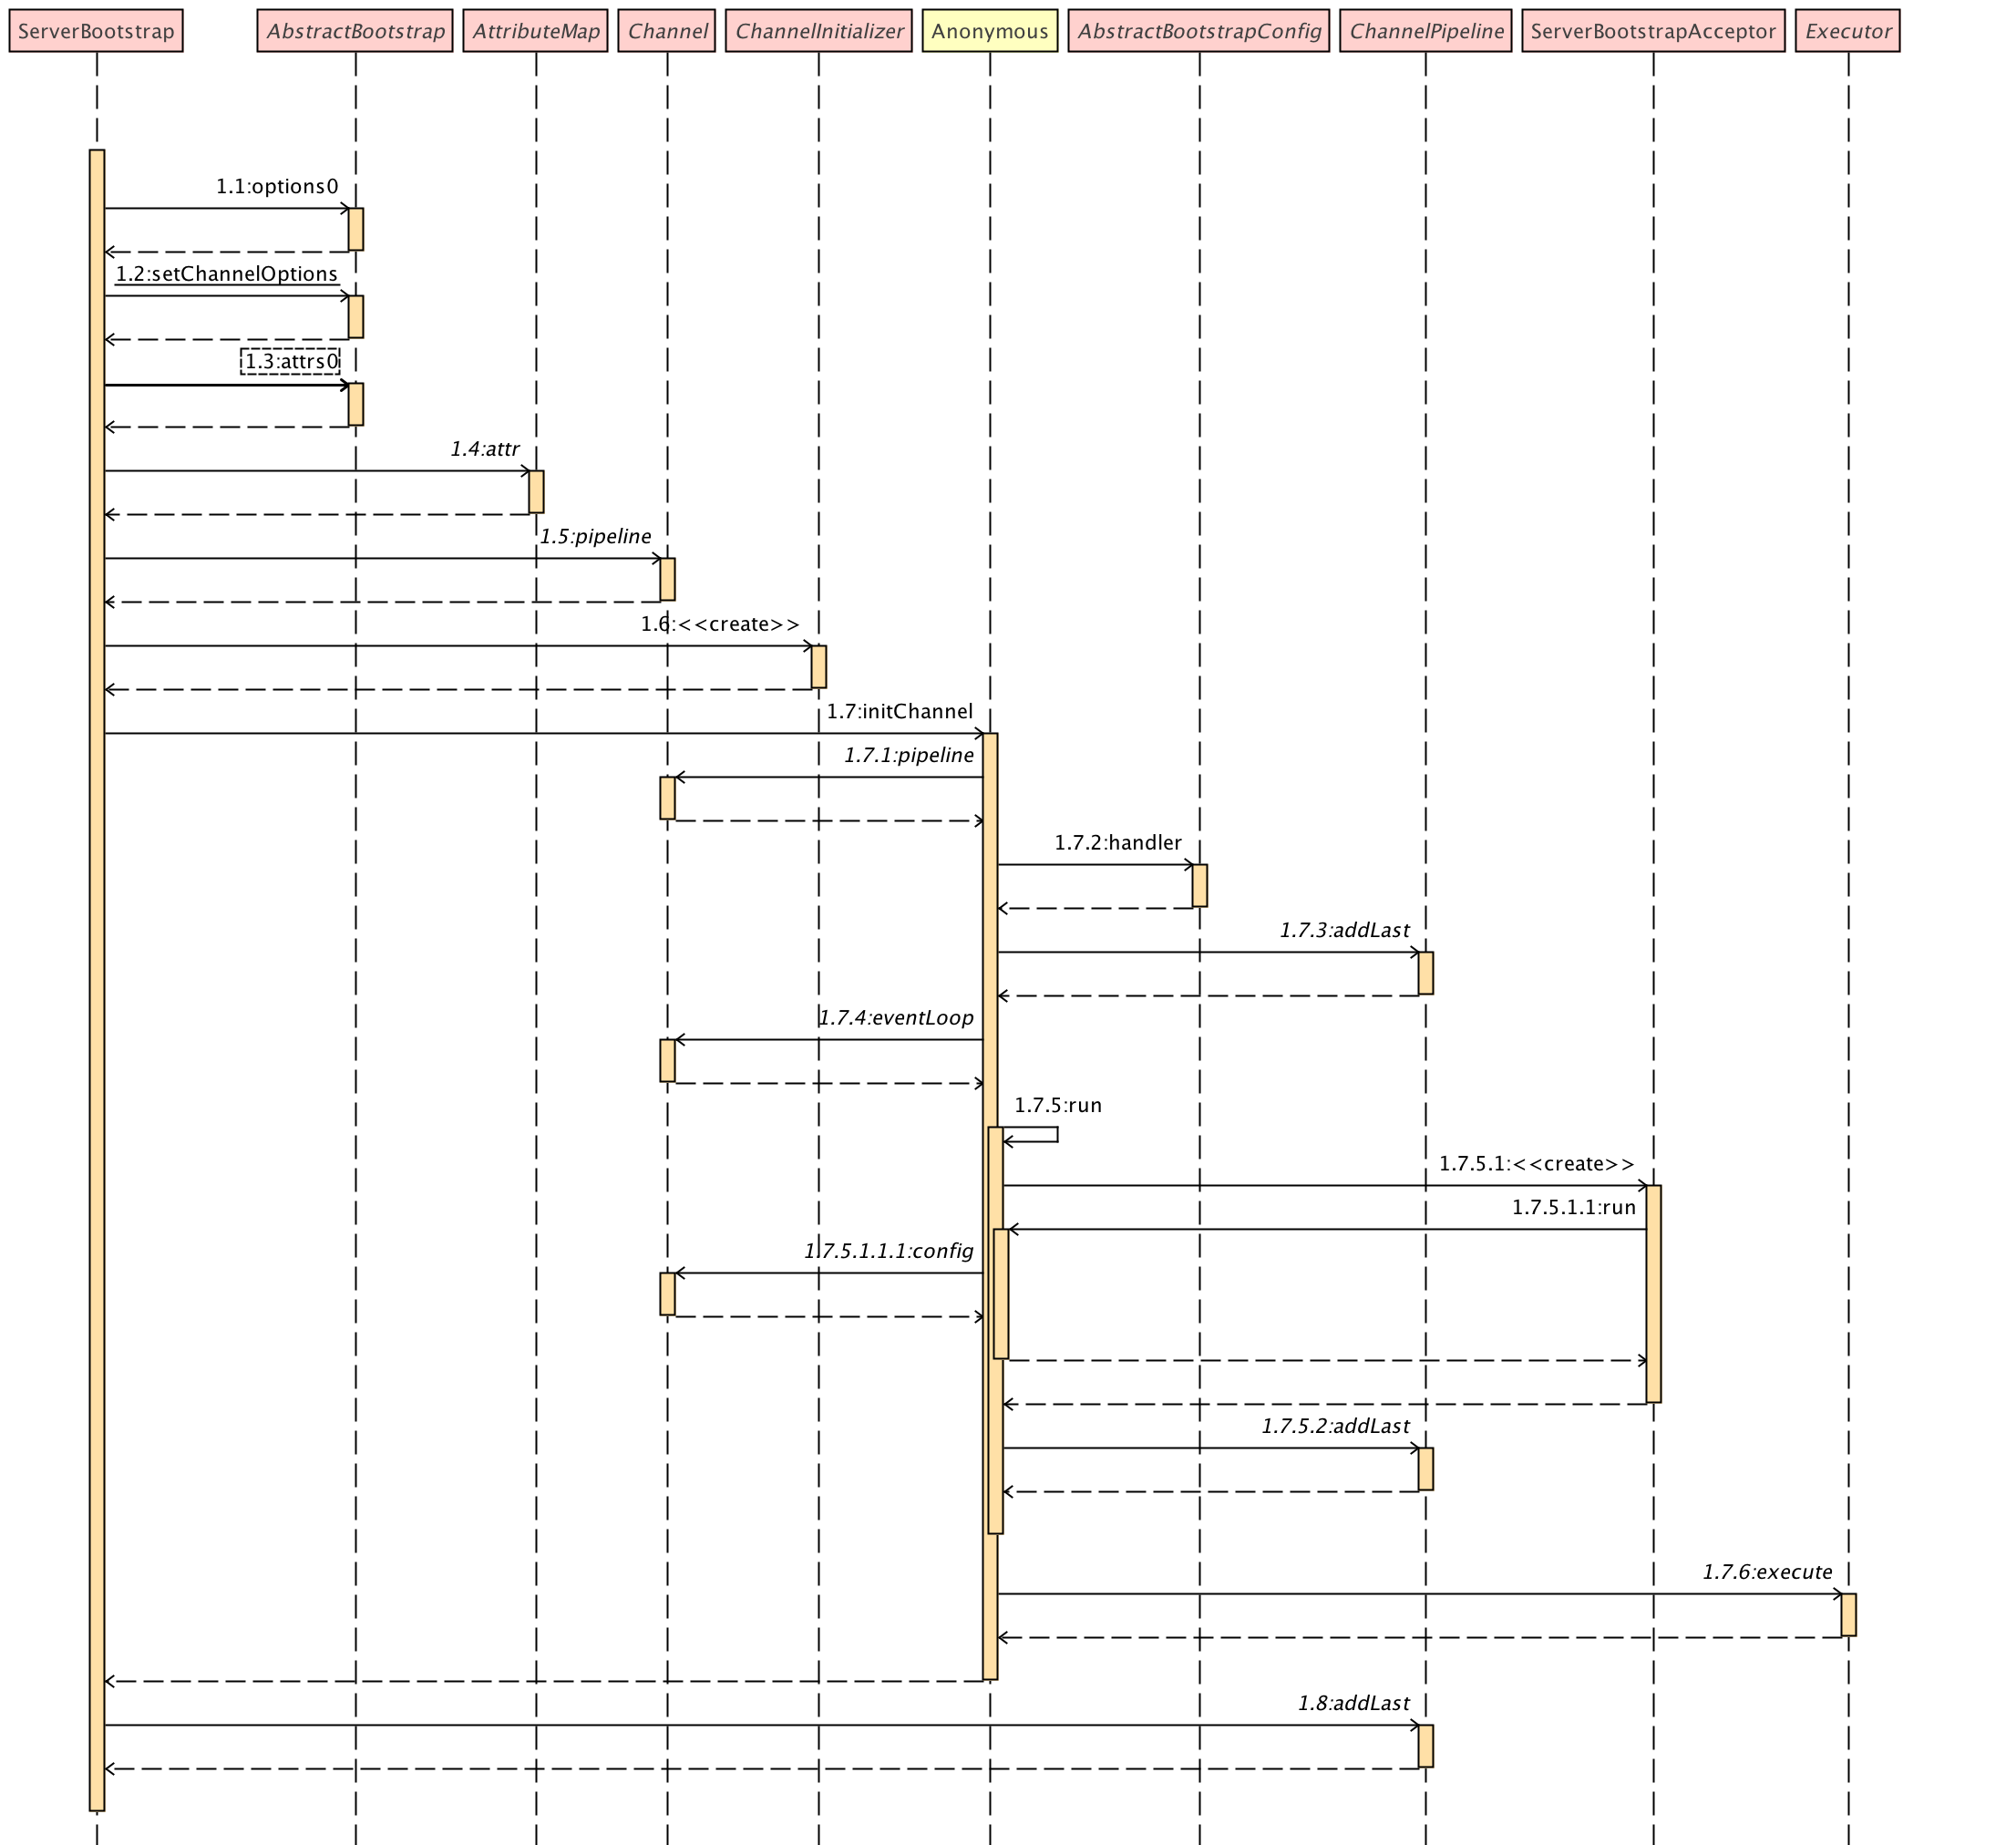 ServerBootstrap
AbstractBootstrap
AttributeMap
Channel
ChannelInitializer
Anonymous
AbstractBootstrapConfig
ChannelPipeline
ServerBootstrapAcceptor
Executor
1.1:options0
1.2:setChannelOptions
1.3:attrs0
1.4:attr
1.5:pipeline
1.6:<<create>>
1.7:initChannel
1.7.1:pipeline
1.7.2:handler
1.7.3:addLast
1.7.4:eventLoop
1.7.5:run
1.7.5.1:<<create>>
1.7.5.1.1:run
1.7.5.1.1.1:config
1.7.5.2:addLast
1.7.6:execute
1.8:addLast